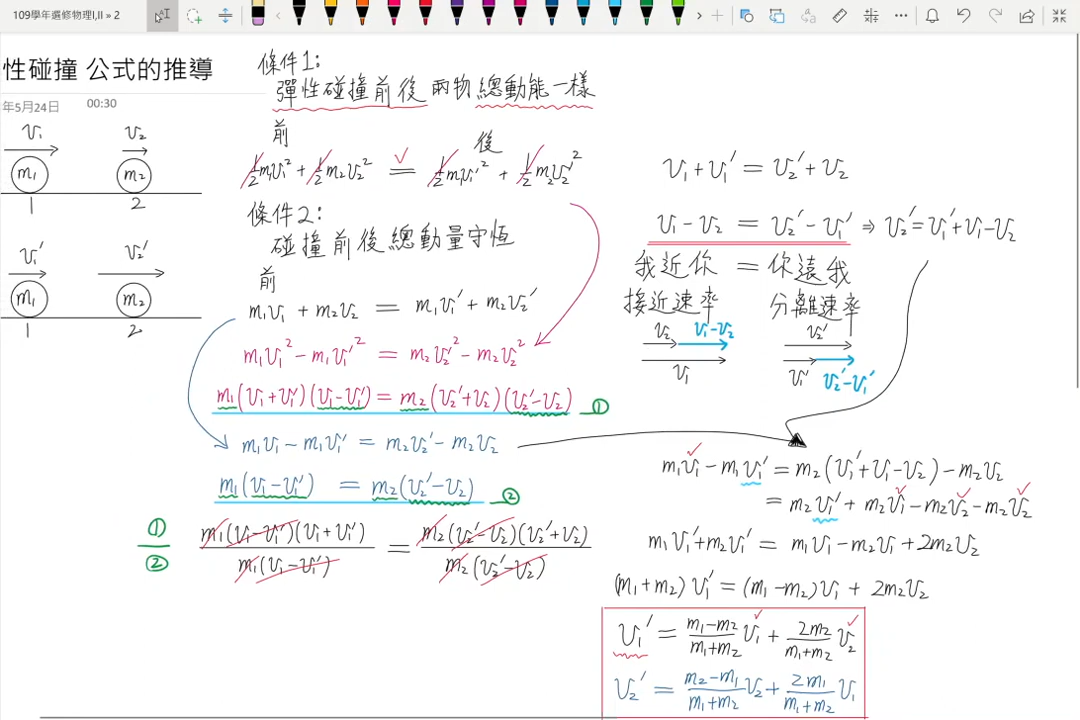 109學年選修物理I,II » 2
性碰撞 公式的推導
年5月24日 00:30
V₁ V₂
m₁ m₂
1 2
V₁' V₂'
m₁ m₂
1 2
條件1:
彈性碰撞前後 兩物 總動能一樣
前 後
½m₁V₁² + ½m₂V₂² = ½m₁V₁'² + ½m₂V₂'²
條件2:
碰撞前後總動量守恆
前
m₁V₁ + m₂V₂ = m₁V₁' + m₂V₂'
m₁V₁² - m₁V₁'² = m₂V₂'² - m₂V₂²
m₁(V₁+V₁')(V₁-V₁') = m₂(V₂'+V₂)(V₂'-V₂) ①
m₁V₁ - m₁V₁' = m₂V₂' - m₂V₂
m₁(V₁-V₁') = m₂(V₂'-V₂) ②
①/② m₁(V₁-V₁')(V₁+V₁')/m₁(V₁-V₁') = m₂(V₂'-V₂)(V₂'+V₂)/m₂(V₂'-V₂)
V₁+V₁' = V₂'+V₂
V₁-V₂ = V₂'-V₁' ⇒ V₂' = V₁'+V₁-V₂
我近你 = 你遠我
接近速率 分離速率
V₂ V₁-V₂ V₂'
V₁ V₁' V₂'-V₁'
m₁V₁ - m₁V₁' = m₂(V₁'+V₁-V₂) - m₂V₂
= m₂V₁' + m₂V₁ - m₂V₂ - m₂V₂
m₁V₁' + m₂V₁' = m₁V₁ - m₂V₁ + 2m₂V₂
(m₁+m₂)V₁' = (m₁-m₂)V₁ + 2m₂V₂
V₁' = m₁-m₂/m₁+m₂ V₁ + 2m₂/m₁+m₂ V₂
V₂' = m₂-m₁/m₁+m₂ V₂ + 2m₁/m₁+m₂ V₁